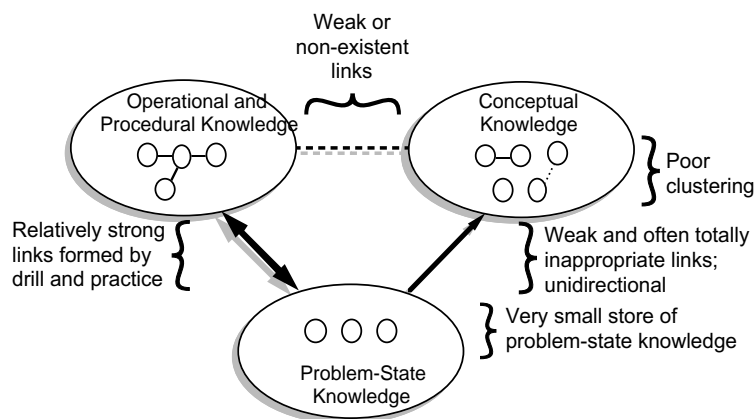 Weak or
non-existent
links
Operational and
Procedural Knowledge
Conceptual
Knowledge
Poor
clustering
Relatively strong
links formed by
drill and practice
Weak and often totally
inappropriate links;
unidirectional
Very small store of
problem-state knowledge
Problem-State
Knowledge